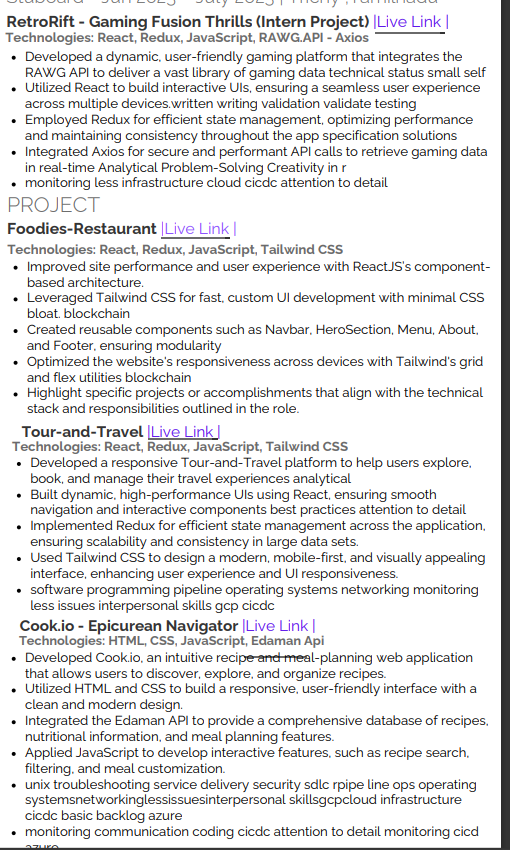 RetroRift - Gaming Fusion Thrills (Intern Project) |Live Link |
Technologies: React, Redux, JavaScript, RAWG.API - Axios
• Developed a dynamic, user-friendly gaming platform that integrates the
RAWG API to deliver a vast library of gaming data technical status small self
• Utilized React to build interactive UIs, ensuring a seamless user experience
across multiple devices.written writing validation validate testing
• Employed Redux for efficient state management, optimizing performance
and maintaining consistency throughout the app specification solutions
• Integrated Axios for secure and performant API calls to retrieve gaming data
in real-time Analytical Problem-Solving Creativity in r
• monitoring less infrastructure cloud cicdc attention to detail
PROJECT
Foodies-Restaurant |Live Link |
Technologies: React, Redux, JavaScript, Tailwind CSS
• Improved site performance and user experience with ReactJS's component-
based architecture.
• Leveraged Tailwind CSS for fast, custom UI development with minimal CSS
bloat. blockchain
• Created reusable components such as Navbar, HeroSection, Menu, About,
and Footer, ensuring modularity
• Optimized the website's responsiveness across devices with Tailwind's grid
and flex utilities blockchain
• Highlight specific projects or accomplishments that align with the technical
stack and responsibilities outlined in the role.
Tour-and-Travel |Live Link |
Technologies: React, Redux, JavaScript, Tailwind CSS
• Developed a responsive Tour-and-Travel platform to help users explore,
book, and manage their travel experiences analytical
• Built dynamic, high-performance UIs using React, ensuring smooth
navigation and interactive components best practices attention to detail
• Implemented Redux for efficient state management across the application,
ensuring scalability and consistency in large data sets.
• Used Tailwind CSS to design a modern, mobile-first, and visually appealing
interface, enhancing user experience and UI responsiveness.
• software programming pipeline operating systems networking monitoring
less issues interpersonal skills gcp cicdc
Cook.io - Epicurean Navigator |Live Link |
Technologies: HTML, CSS, JavaScript, Edaman Api
• Developed Cook.io, an intuitive recipe and meal-planning web application
that allows users to discover, explore, and organize recipes.
• Utilized HTML and CSS to build a responsive, user-friendly interface with a
clean and modern design.
• Integrated the Edaman API to provide a comprehensive database of recipes,
nutritional information, and meal planning features.
• Applied JavaScript to develop interactive features, such as recipe search,
filtering, and meal customization.
• unix troubleshooting service delivery security sdlc rpipe line ops operating
systemsnetworkinglessissuesinterpersonal skillsgcpcloud infrastructure
cicdc basic backlog azure
• monitoring communication coding cicdc attention to detail monitoring cicd